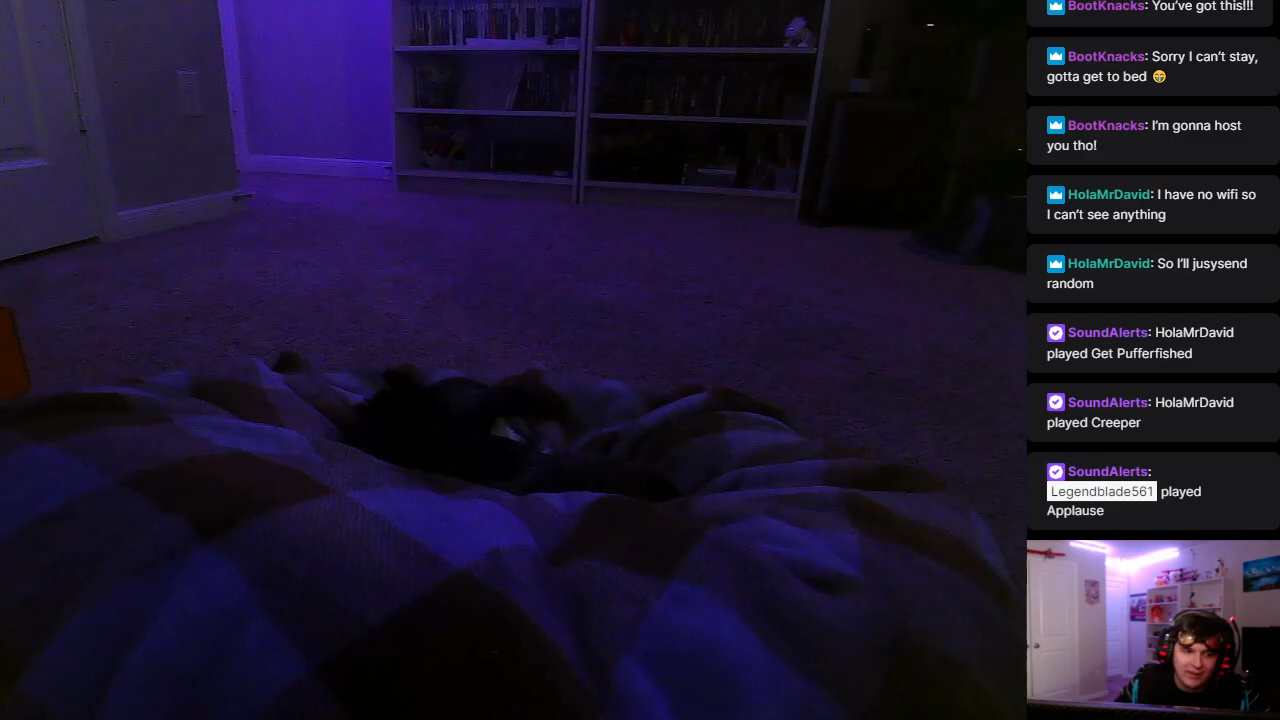 BootKnacks: You've got this!!!
BootKnacks: Sorry I can't stay,
gotta get to bed 😁
BootKnacks: I'm gonna host
you tho!
HolaMrDavid: I have no wifi so
I can't see anything
HolaMrDavid: So I'll jusysend
random
SoundAlerts: HolaMrDavid
played Get Pufferfished
SoundAlerts: HolaMrDavid
played Creeper
SoundAlerts:
Legendblade561 played
Applause